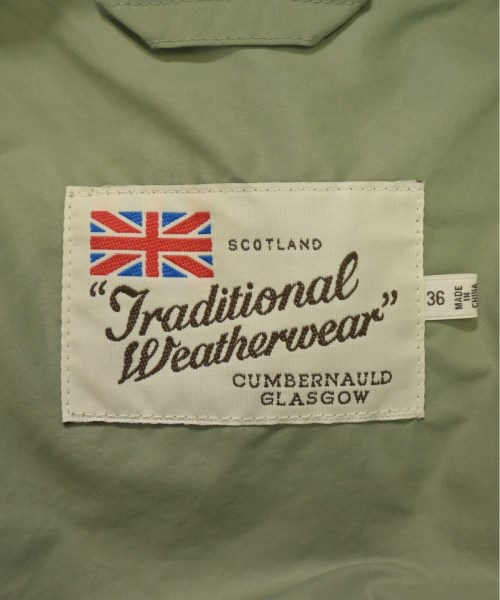 SCOTLAND
"Traditional
Weatherwear"
CUMBERNAULD
GLASGOW
36
MADE
IN
CHINA